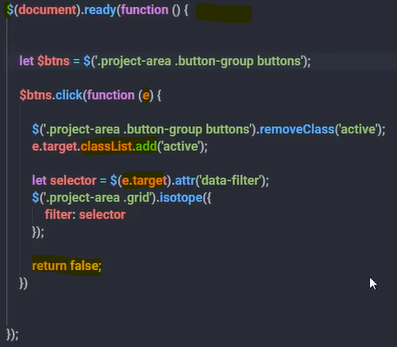 $(document).ready(function () {
let $btns = $('.project-area .button-group buttons');
$btns.click(function (e) {
$('.project-area .button-group buttons').removeClass('active');
e.target.classList.add('active');
let selector = $(e.target).attr('data-filter');
$('.project-area .grid').isotope({
filter: selector
});
return false;
})
});